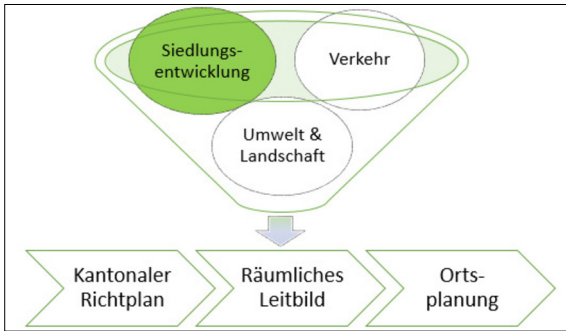 Siedlungs-
entwicklung
Verkehr
Umwelt &
Landschaft
Kantonaler
Richtplan
Räumliches
Leitbild
Orts-
planung